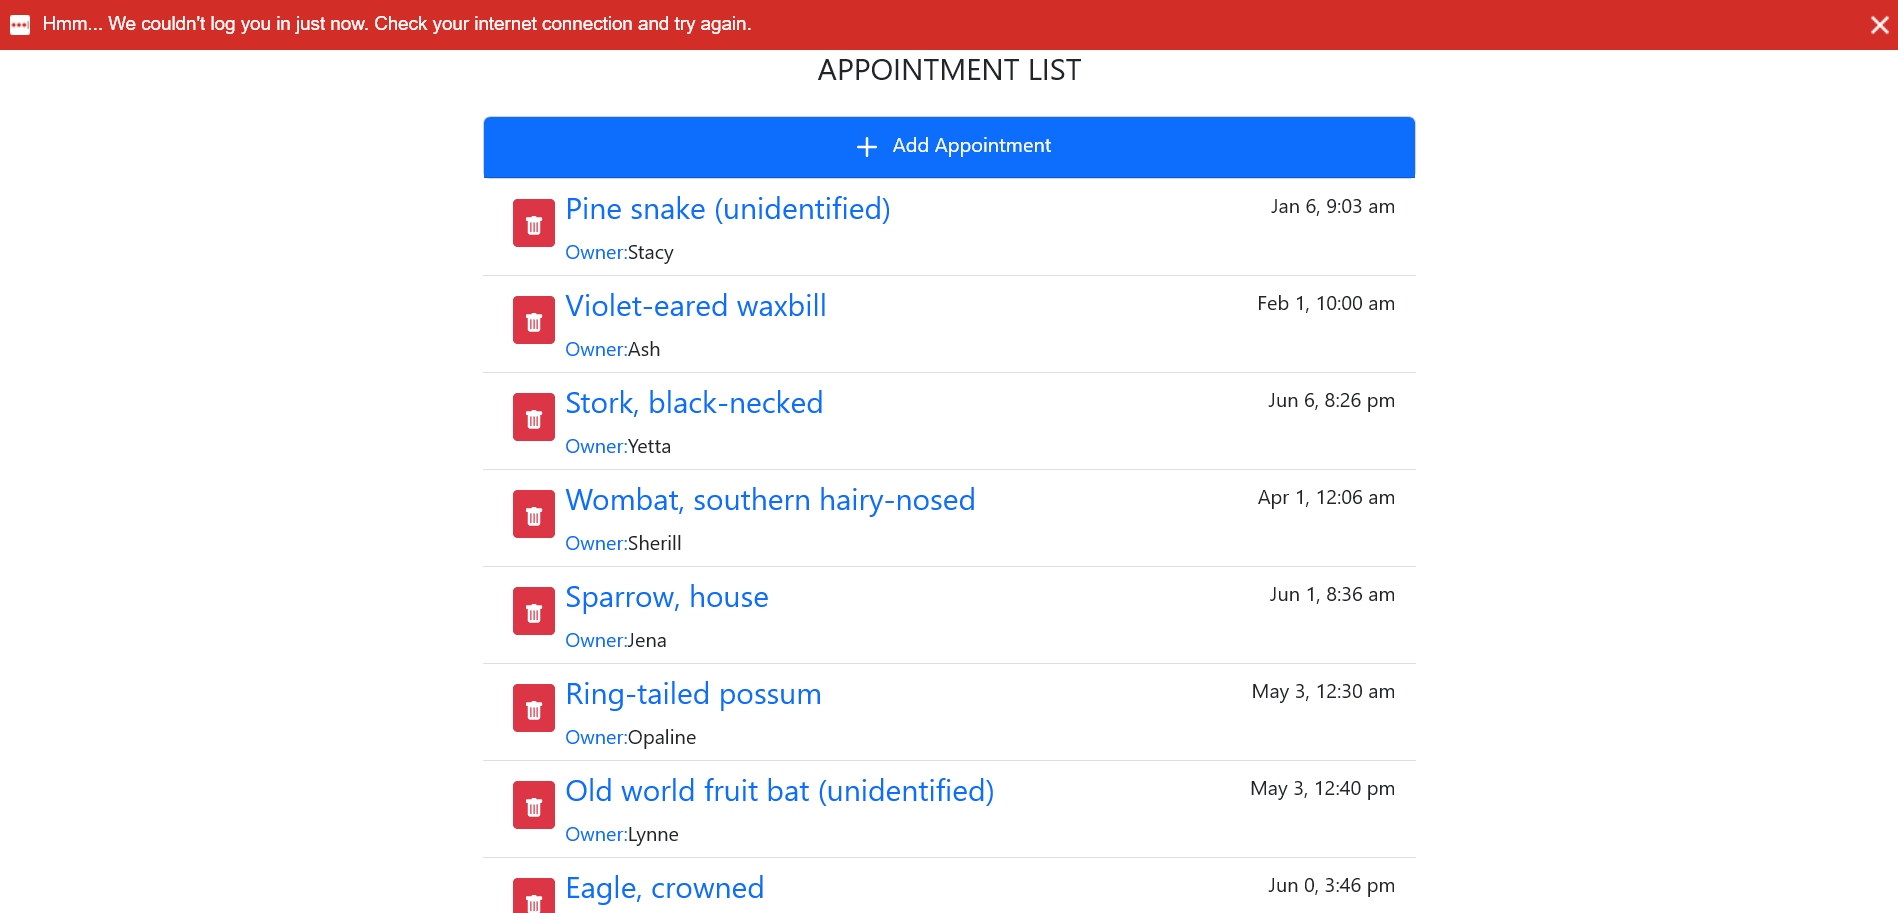 Hmm... We couldn't log you in just now. Check your internet connection and try again.
APPOINTMENT LIST
Add Appointment
Pine snake (unidentified) Jan 6, 9:03 am
Owner:Stacy
Violet-eared waxbill Feb 1, 10:00 am
Owner:Ash
Stork, black-necked Jun 6, 8:26 pm
Owner:Yetta
Wombat, southern hairy-nosed Apr 1, 12:06 am
Owner:Sherill
Sparrow, house Jun 1, 8:36 am
Owner:Jena
Ring-tailed possum May 3, 12:30 am
Owner:Opaline
Old world fruit bat (unidentified) May 3, 12:40 pm
Owner:Lynne
Eagle, crowned Jun 0, 3:46 pm